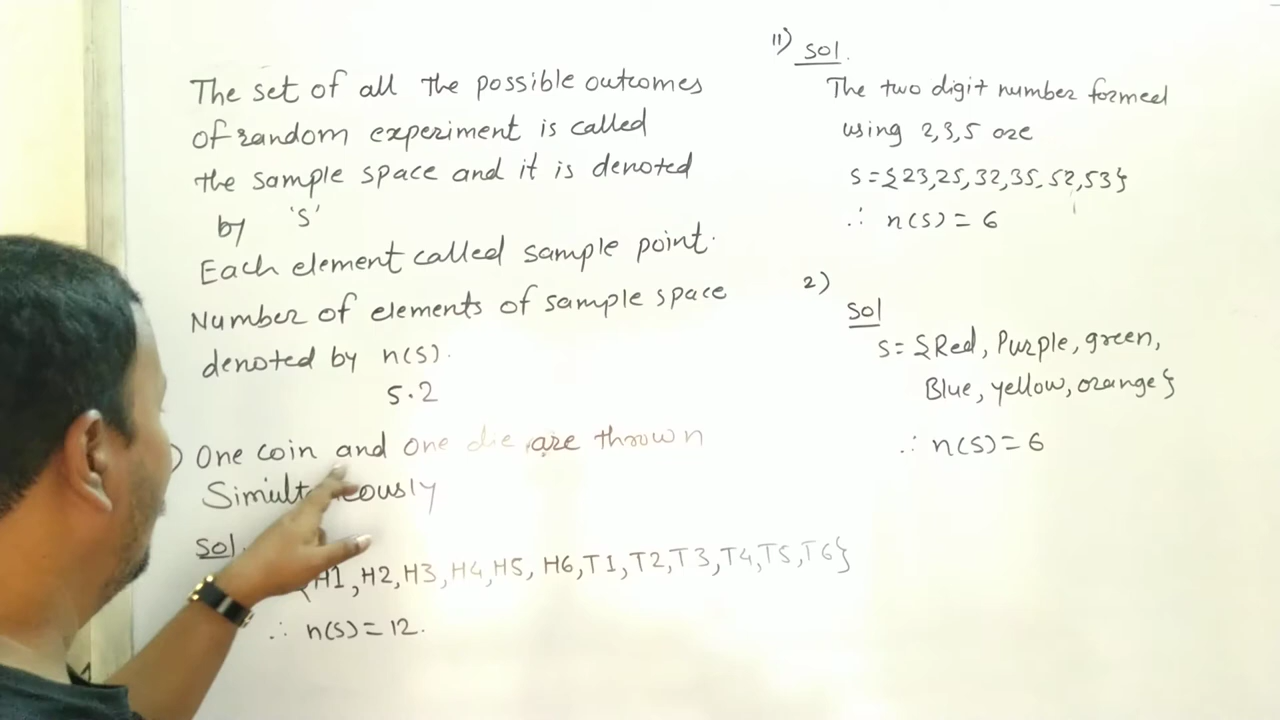 The set of all the possible outcomes
of random experiment is called
the sample space and it is denoted
by 'S'
Each element called sample point.
Number of elements of sample space
denoted by n(s).
5.2
) One coin and one die are thrown
Simultaneously
Sol.
{H1, H2, H3, H4, H5, H6, T1, T2, T3, T4, T5, T6}
∴ n(s) = 12.
11) Sol.
The two digit number formed
using 2,3,5 are
S = {23, 25, 32, 35, 52, 53}
∴ n(s) = 6
2)
Sol
S = {Red, Purple, green,
Blue, yellow, orange}
∴ n(s) = 6